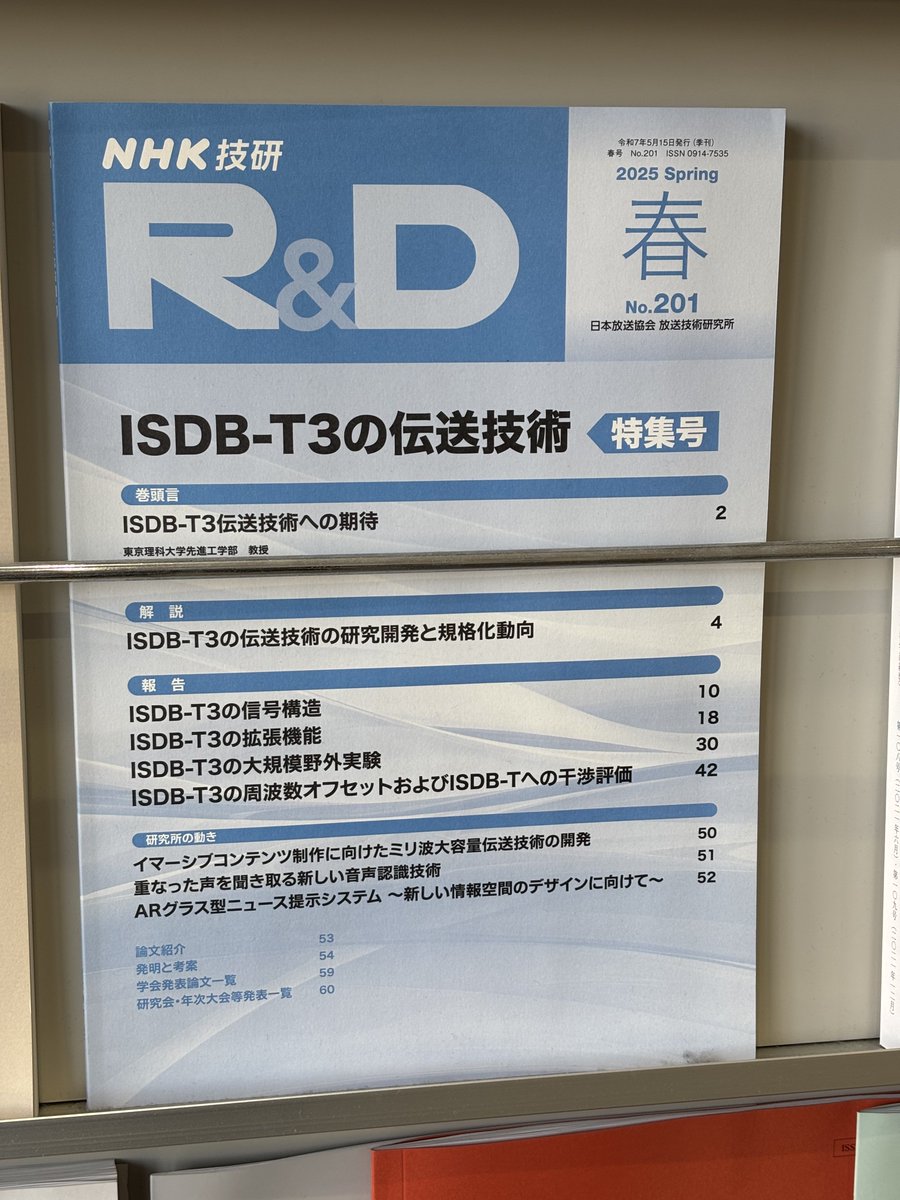 NHK技研
R&D
令和7年5月15日発行（季刊）
春号 No.201 ISSN 0914-7535
2025 Spring
春
No.201
日本放送協会 放送技術研究所
ISDB-T3の伝送技術 特集号
巻頭言
ISDB-T3伝送技術への期待 2
東京理科大学先進工学部 教授
解説
ISDB-T3の伝送技術の研究開発と規格化動向 4
報告
ISDB-T3の信号構造 10
ISDB-T3の拡張機能 18
ISDB-T3の大規模野外実験 30
ISDB-T3の周波数オフセットおよびISDB-Tへの干渉評価 42
研究所の動き
イマーシブコンテンツ制作に向けたミリ波大容量伝送技術の開発 50
重なった声を聞き取る新しい音声認識技術 51
ARグラス型ニュース提示システム ～新しい情報空間のデザインに向けて～ 52
論文紹介 53
発明と考案 54
学会発表論文一覧 59
研究会・年次大会等発表一覧 60